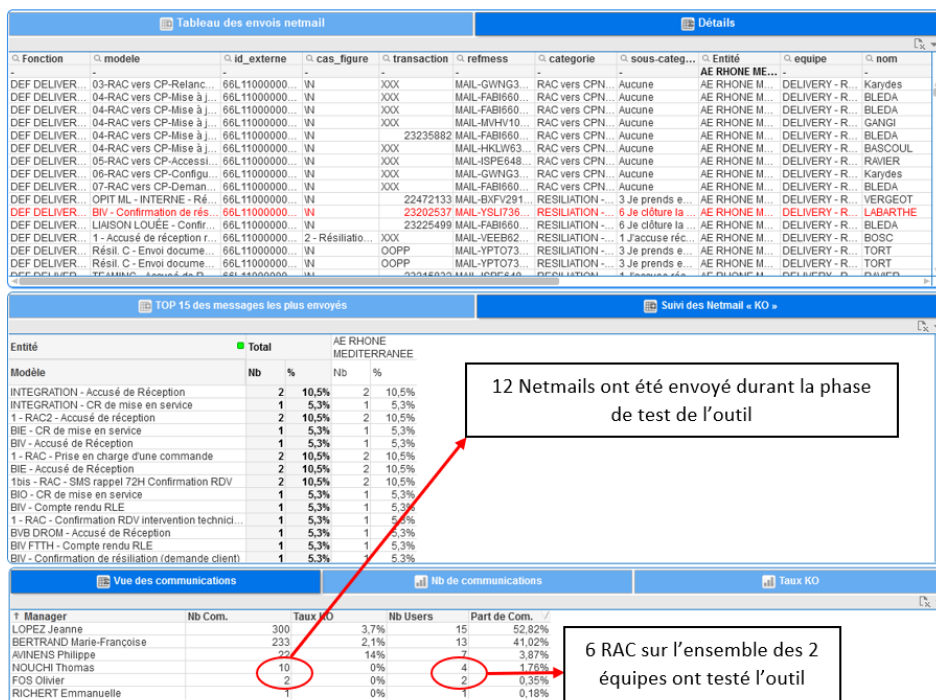 Tableau des envois netmail Détails
Fonction modele id_externe cas_figure transaction refmess categorie sous-categ... Entité equipe nom
- - - - - - - - AE RHONE ME... - -
DEF DELIVER... 03-RAC vers CP-Relanc... 66L11000000... \N XXX MAIL-GWNG3... RAC vers CPN... Aucune AE RHONE M... DELIVERY - R... Karydes
DEF DELIVER... 04-RAC vers CP-Mise à j... 66L11000000... \N XXX MAIL-FABI660... RAC vers CPN... Aucune AE RHONE M... DELIVERY - R... BLEDA
DEF DELIVER... 04-RAC vers CP-Mise à j... 66L11000000... \N XXX MAIL-FABI660... RAC vers CPN... Aucune AE RHONE M... DELIVERY - R... BLEDA
DEF DELIVER... 04-RAC vers CP-Mise à j... 66L11000000... \N XXX MAIL-MVHV10... RAC vers CPN... Aucune AE RHONE M... DELIVERY - R... GANGI
DEF DELIVER... 04-RAC vers CP-Mise à j... 66L11000000... \N 23235882 MAIL-FABI660... RAC vers CPN... Aucune AE RHONE M... DELIVERY - R... BLEDA
DEF DELIVER... 04-RAC vers CP-Mise à j... 66L11000000... \N XXX MAIL-HKLW63... RAC vers CPN... Aucune AE RHONE M... DELIVERY - R... BASCOUL
DEF DELIVER... 05-RAC vers CP-Accessi... 66L11000000... \N XXX MAIL-ISPE648... RAC vers CPN... Aucune AE RHONE M... DELIVERY - R... RAVIER
DEF DELIVER... 06-RAC vers CP-Configu... 66L11000000... \N XXX MAIL-GWNG3... RAC vers CPN... Aucune AE RHONE M... DELIVERY - R... Karydes
DEF DELIVER... 07-RAC vers CP-Deman... 66L11000000... \N XXX MAIL-FABI660... RAC vers CPN... Aucune AE RHONE M... DELIVERY - R... BLEDA
DEF DELIVER... OPIT ML - INTERNE - Ré... 66L11000000... \N 22472133 MAIL-BXFV291... RESILIATION -... 3 Je prends e... AE RHONE M... DELIVERY - R... VERGEOT
DEF DELIVER... BIV - Confirmation de rés... 66L11000000... \N 23202537 MAIL-YSLI736... RESILIATION -... 6 Je clôture la ... AE RHONE M... DELIVERY - R... LABARTHE
DEF DELIVER... LIAISON LOUÉE - Confir... 66L11000000... \N 23225499 MAIL-FABI660... RESILIATION -... 6 Je clôture la ... AE RHONE M... DELIVERY - R... BLEDA
DEF DELIVER... 1 - Accusé de réception r... 66L11000000... 2 - Résiliatio... XXX MAIL-VEEB62... RESILIATION -... 1 J'accuse réc... AE RHONE M... DELIVERY - R... BOSC
DEF DELIVER... Résil. C - Envoi docume... 66L11000000... \N OOPP MAIL-YPTO73... RESILIATION -... 3 Je prends e... AE RHONE M... DELIVERY - R... TORT
DEF DELIVER... Résil. C - Envoi docume... 66L11000000... \N OOPP MAIL-YPTO73... RESILIATION -... 3 Je prends e... AE RHONE M... DELIVERY - R... TORT
TOP 15 des messages les plus envoyés Suivi des Netmail « KO »
Entité Total AE RHONE MEDITERRANEE
Modèle Nb % Nb %
INTEGRATION - Accusé de Réception 2 10,5% 2 10,5%
INTEGRATION - CR de mise en service 1 5,3% 1 5,3%
1 - RAC2 - Accusé de réception 2 10,5% 2 10,5%
BIE - CR de mise en service 1 5,3% 1 5,3%
BIV - Accusé de Réception 1 5,3% 1 5,3%
1 - RAC - Prise en charge d'une commande 2 10,5% 2 10,5%
BIE - Accusé de Réception 2 10,5% 2 10,5%
1bis - RAC - SMS rappel 72H Confirmation RDV 2 10,5% 2 10,5%
BIO - CR de mise en service 1 5,3% 1 5,3%
BIV - Compte rendu RLE 1 5,3% 1 5,3%
1 - RAC - Confirmation RDV intervention technici... 1 5,3% 1 5,3%
BVB DROM - Accusé de Réception 1 5,3% 1 5,3%
BIV FTTH - Compte rendu RLE 1 5,3% 1 5,3%
BIV - Confirmation de résiliation (demande client) 1 5,3% 1 5,3%
12 Netmails ont été envoyé durant la phase
de test de l'outil
Vue des communications Nb de communications Taux KO
Manager Nb Com. Taux KO Nb Users Part de Com.
LOPEZ Jeanne 300 3,7% 15 52,82%
BERTRAND Marie-Françoise 233 2,1% 13 41,02%
AVINENS Philippe 22 14% 7 3,87%
NOUCHI Thomas 10 0% 4 1,76%
FOS Olivier 2 0% 2 0,35%
RICHERT Emmanuelle 1 0% 1 0,18%
6 RAC sur l'ensemble des 2
équipes ont testé l'outil